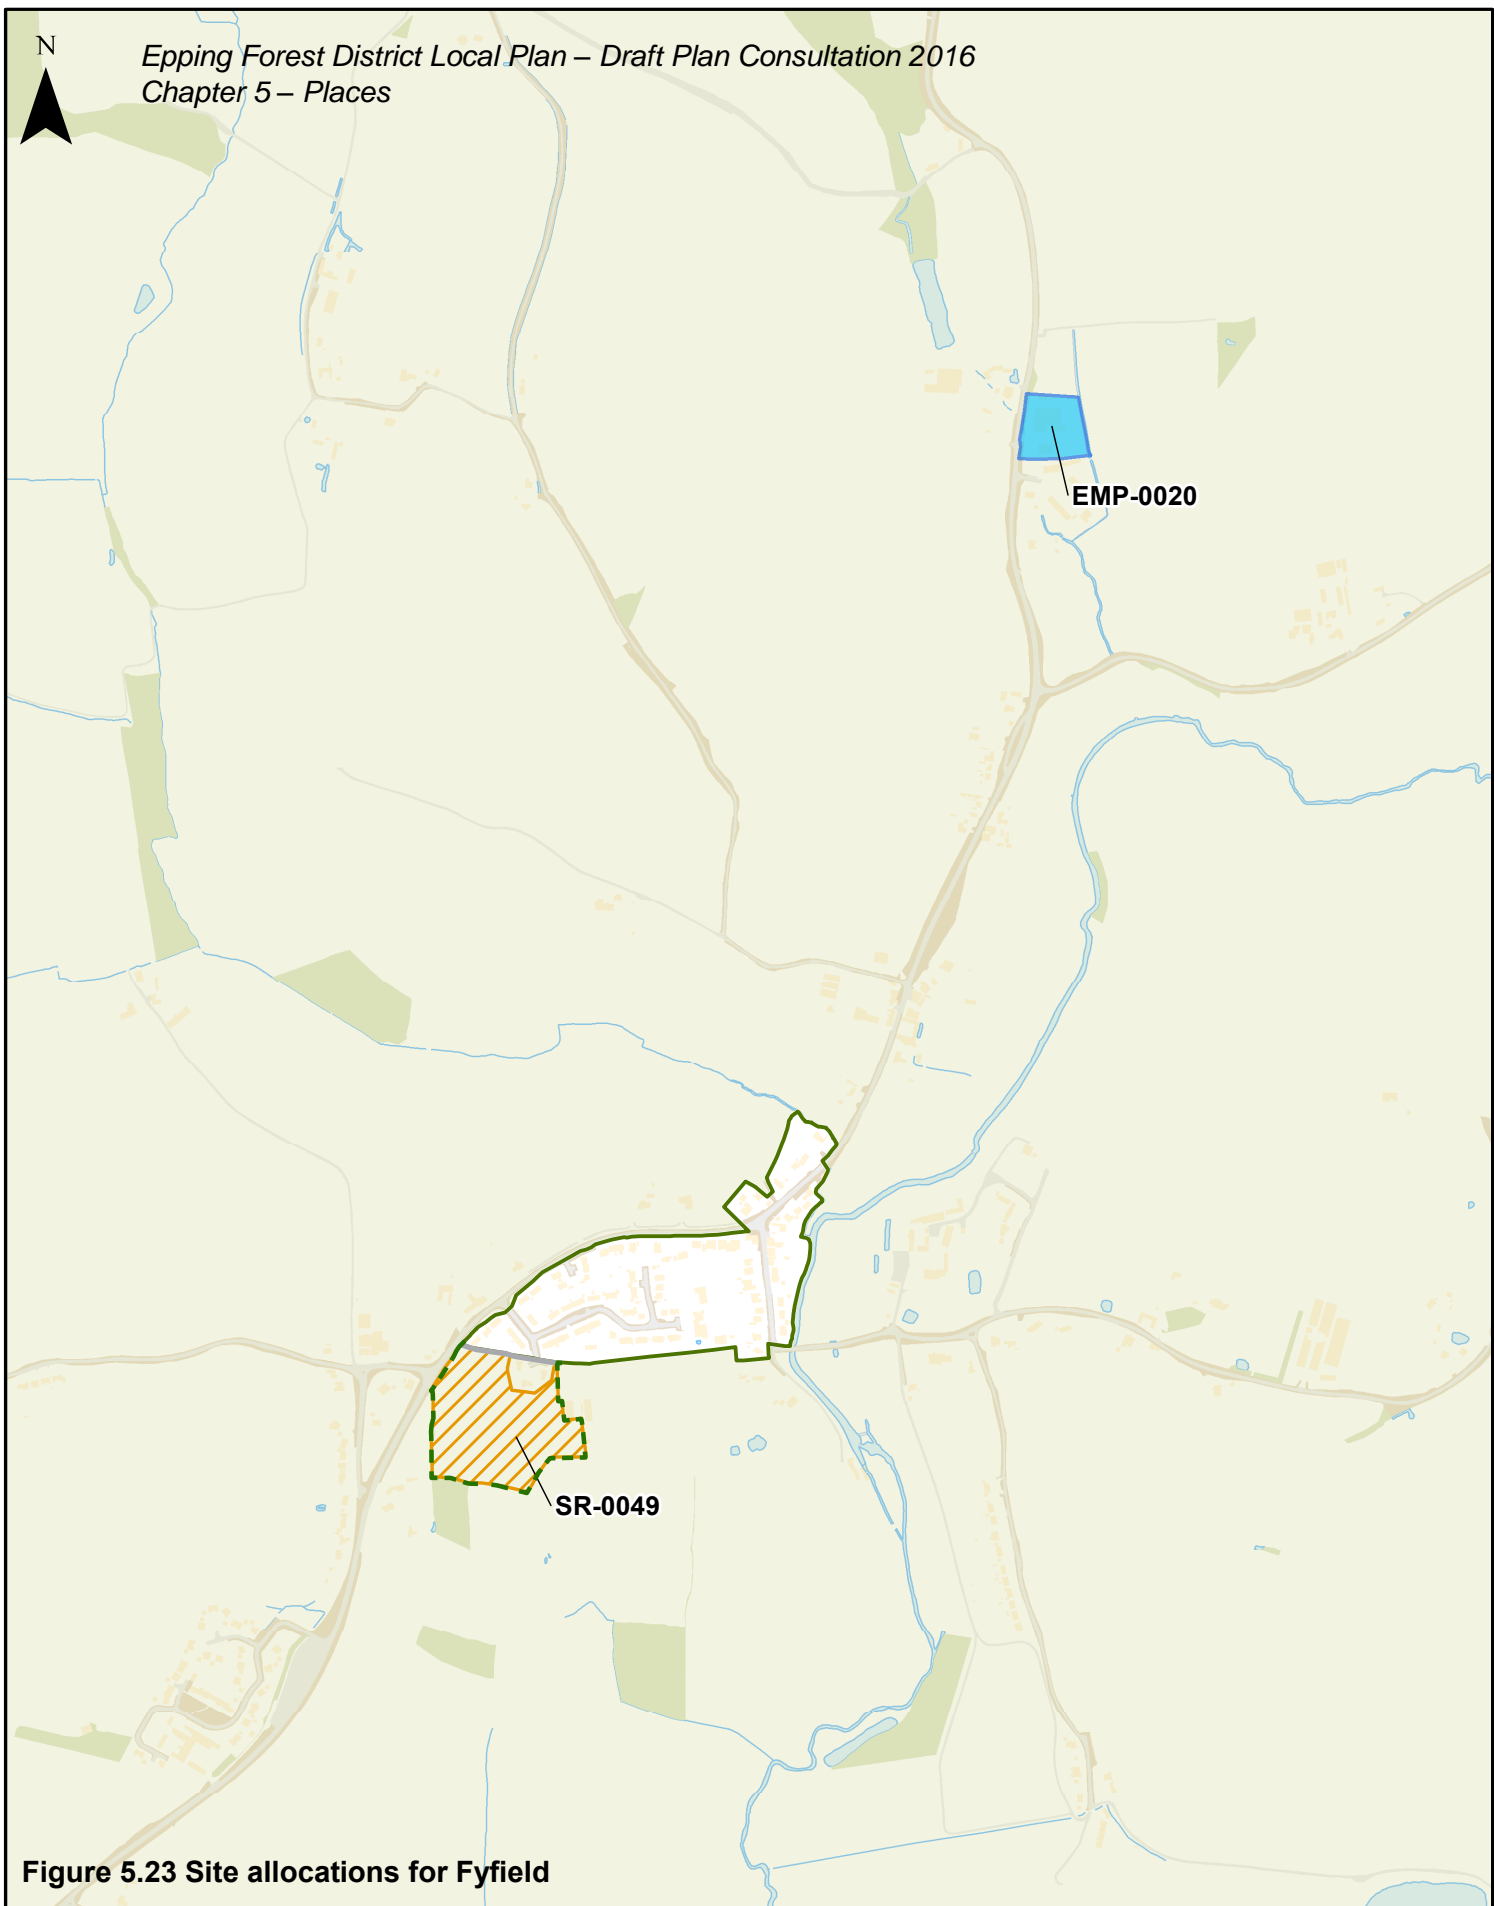 N
Epping Forest District Local Plan – Draft Plan Consultation 2016
Chapter 5 – Places
EMP-0020
SR-0049
Figure 5.23 Site allocations for Fyfield